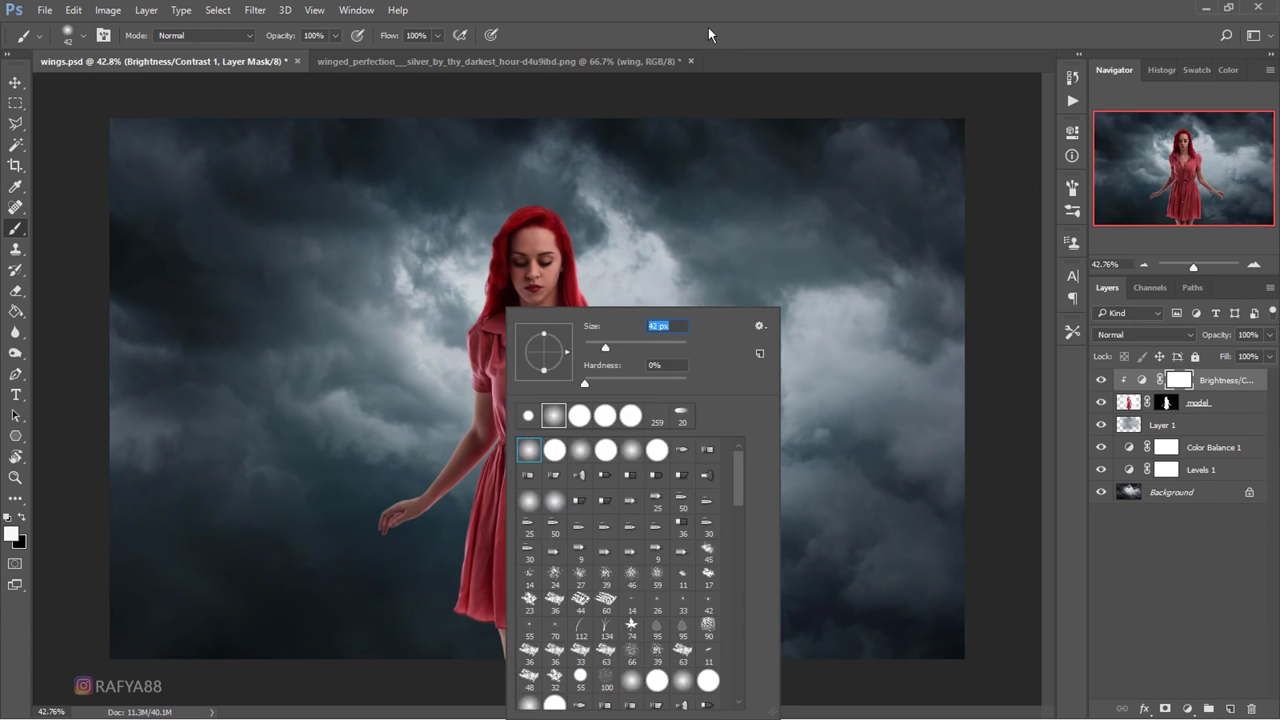 Ps File Edit Image Layer Type Select Filter 3D View Window Help
42 Mode: Normal Opacity: 100% Flow: 100%
wings.psd @ 42.8% (Brightness/Contrast 1, Layer Mask/8) *
winged_perfection___silver_by_thy_darkest_hour-d4u9ihd.png @ 66.7% (wing, RGB/8) *
Navigator Histogr Swatch Color
42.76%
Layers Channels Paths
Kind
Normal Opacity: 100%
Lock: Fill: 100%
Brightness/C...
model
Layer 1
Color Balance 1
Levels 1
Background
Size: 42 px
Hardness: 0%
259 20
25 50
25 50 36 30
30 9 9 45
14 24 27 39 46 59 11 17
23 36 44 60 14 26 33 42
55 70 112 134 74 95 95 90
36 36 33 63 66 39 63 11
48 32 55 100
RAFYA88
42.76% Doc: 11.3M/40.1M